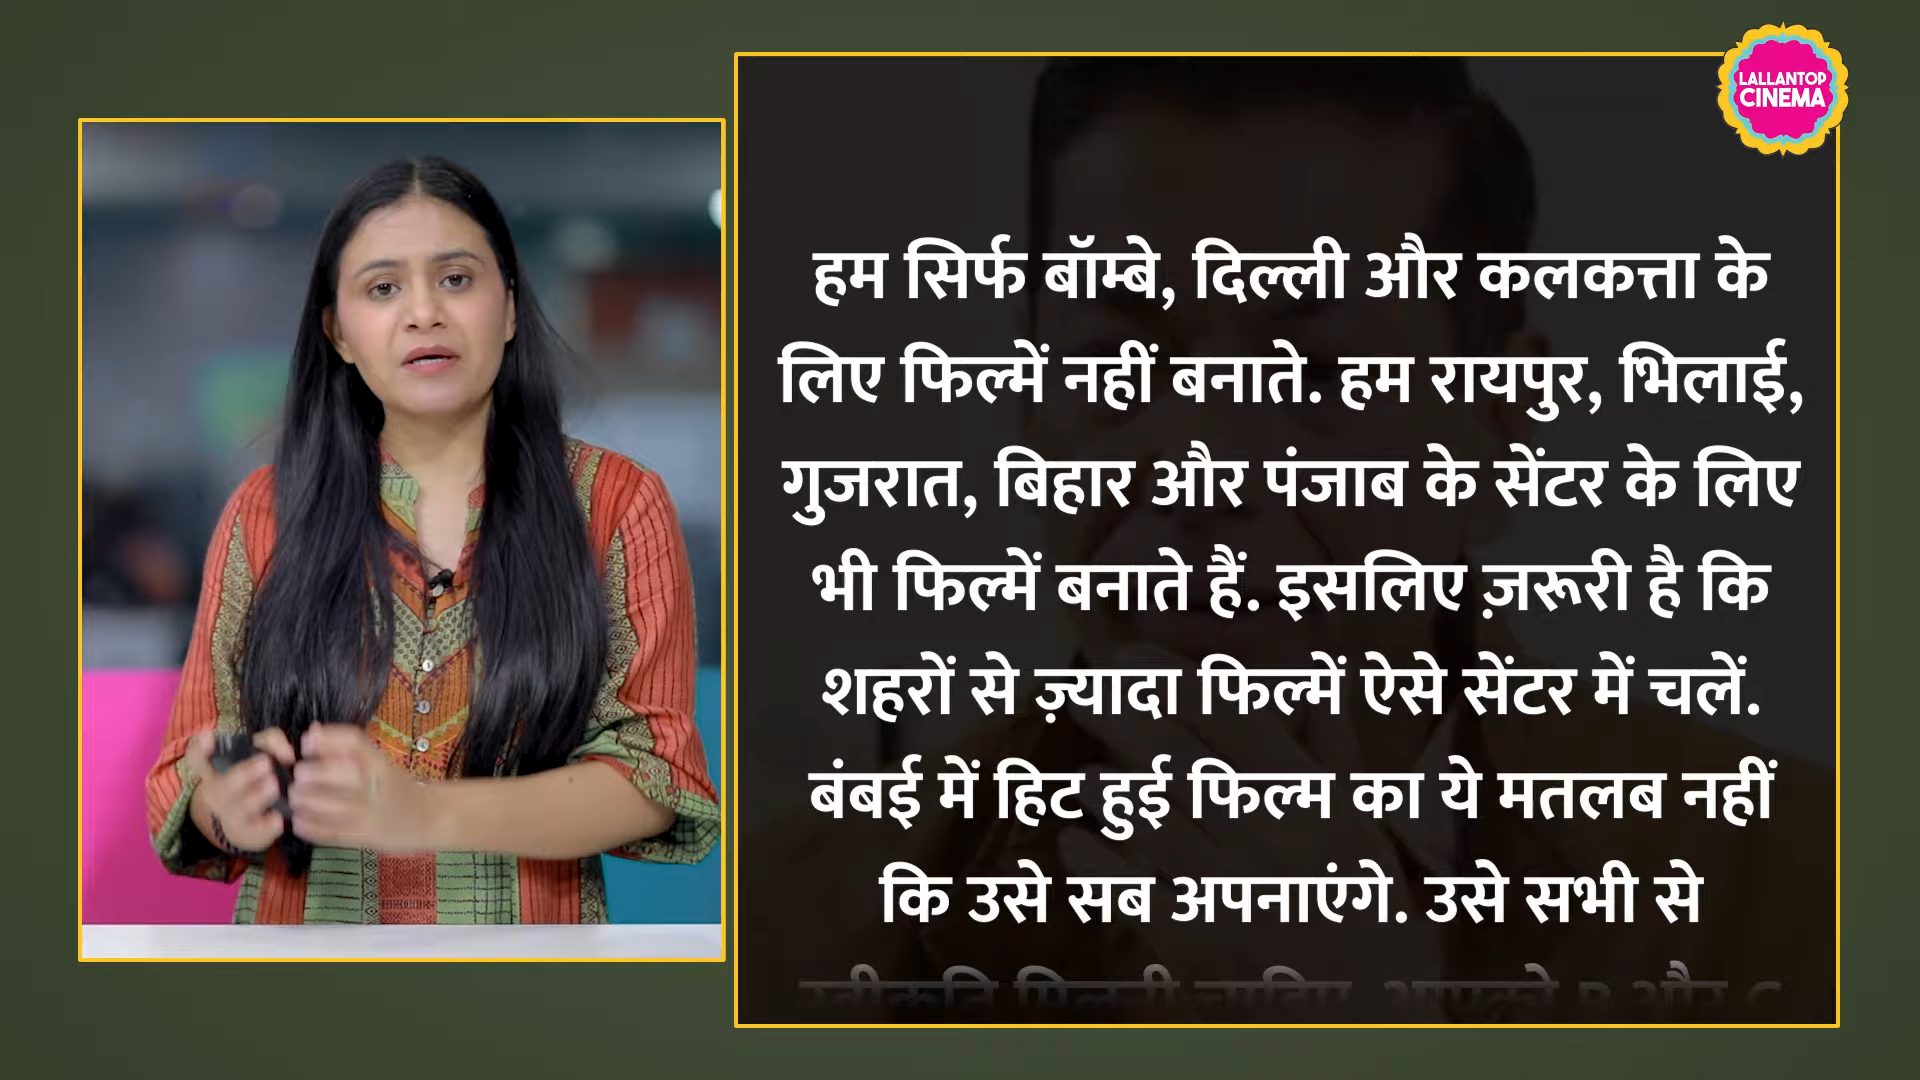 LALLANTOP
CINEMA
हम सिर्फ बॉम्बे, दिल्ली और कलकत्ता के
लिए फिल्में नहीं बनाते. हम रायपुर, भिलाई,
गुजरात, बिहार और पंजाब के सेंटर के लिए
भी फिल्में बनाते हैं. इसलिए ज़रूरी है कि
शहरों से ज़्यादा फिल्में ऐसे सेंटर में चलें.
बंबई में हिट हुई फिल्म का ये मतलब नहीं
कि उसे सब अपनाएंगे. उसे सभी से